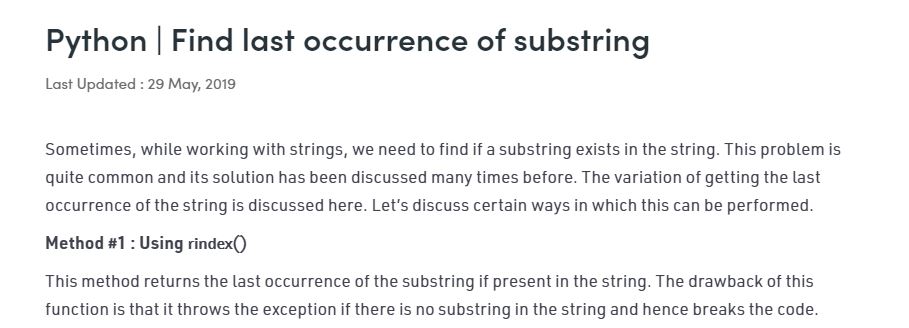 Python | Find last occurrence of substring
Last Updated : 29 May, 2019
Sometimes, while working with strings, we need to find if a substring exists in the string. This problem is
quite common and its solution has been discussed many times before. The variation of getting the last
occurrence of the string is discussed here. Let’s discuss certain ways in which this can be performed.
Method #1 : Using rindex()
This method returns the last occurrence of the substring if present in the string. The drawback of this
function is that it throws the exception if there is no substring in the string and hence breaks the code.